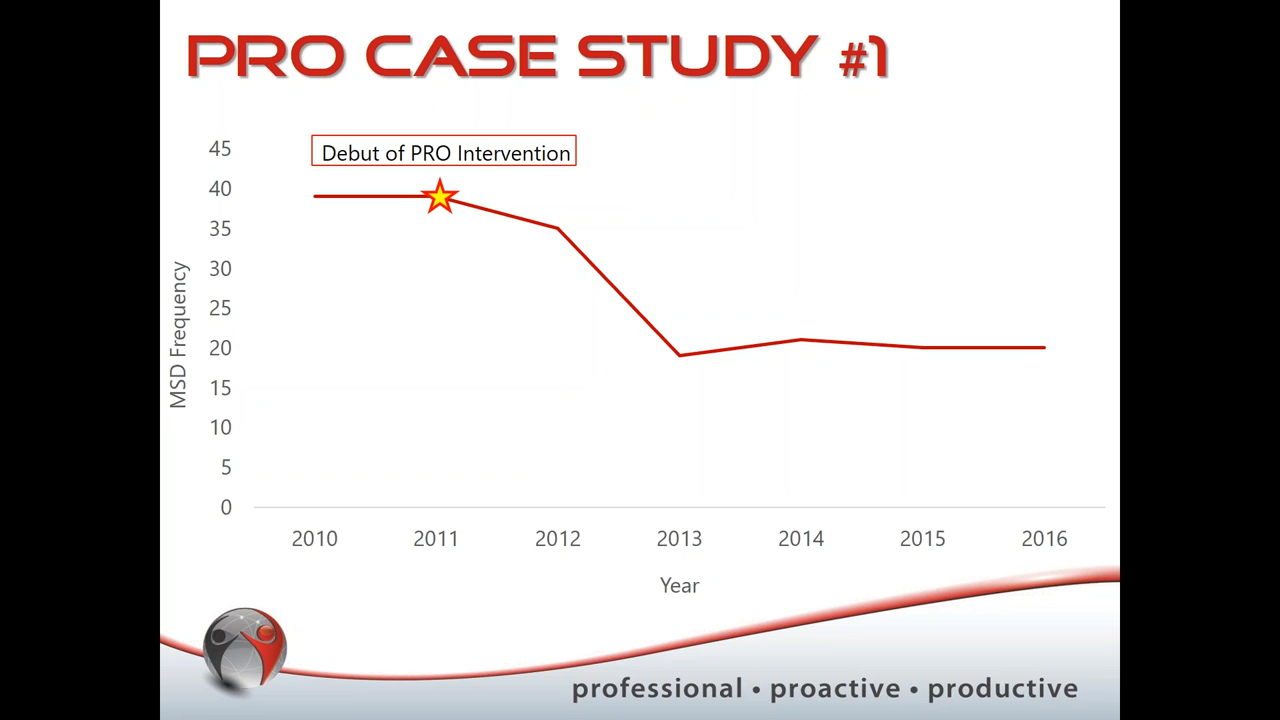 PRO CASE STUDY #1
Debut of PRO Intervention
45
40
35
30
25
20
15
10
5
0
MSD Frequency
2010 2011 2012 2013 2014 2015 2016
Year
professional • proactive • productive